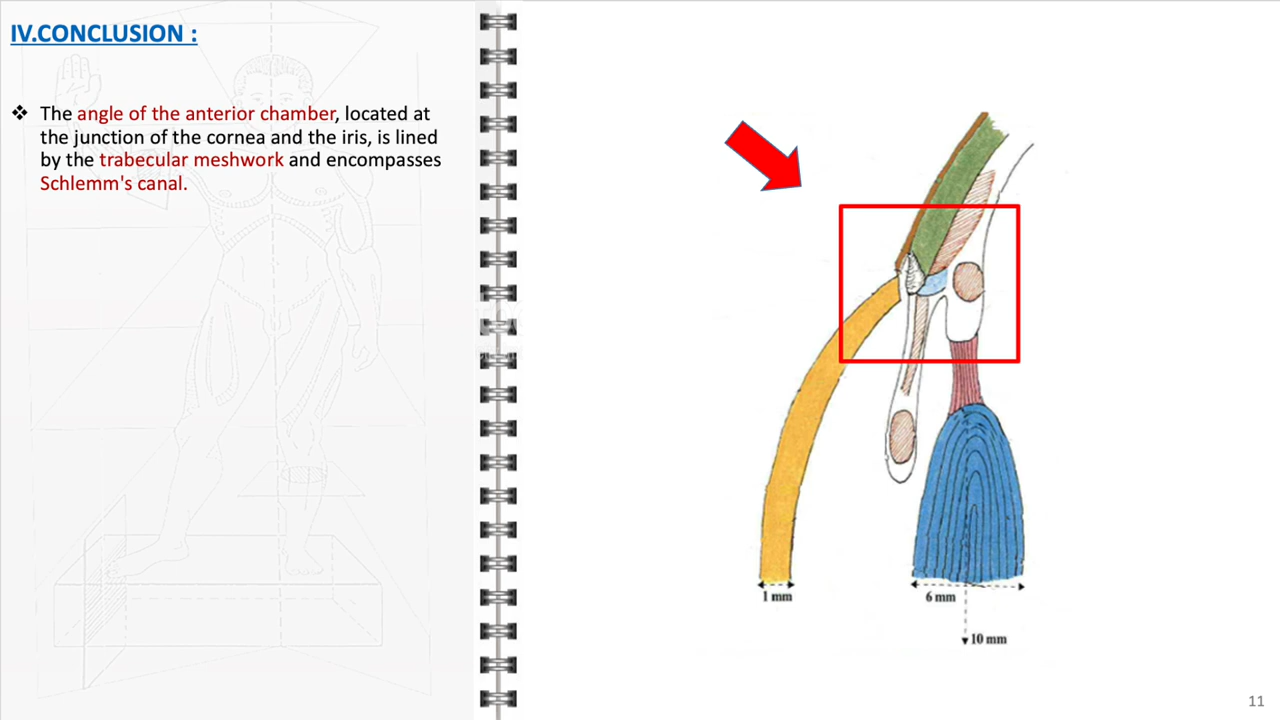 IV.CONCLUSION :
❖ The angle of the anterior chamber, located at
the junction of the cornea and the iris, is lined
by the trabecular meshwork and encompasses
Schlemm's canal.
1 mm
6 mm
10 mm
11